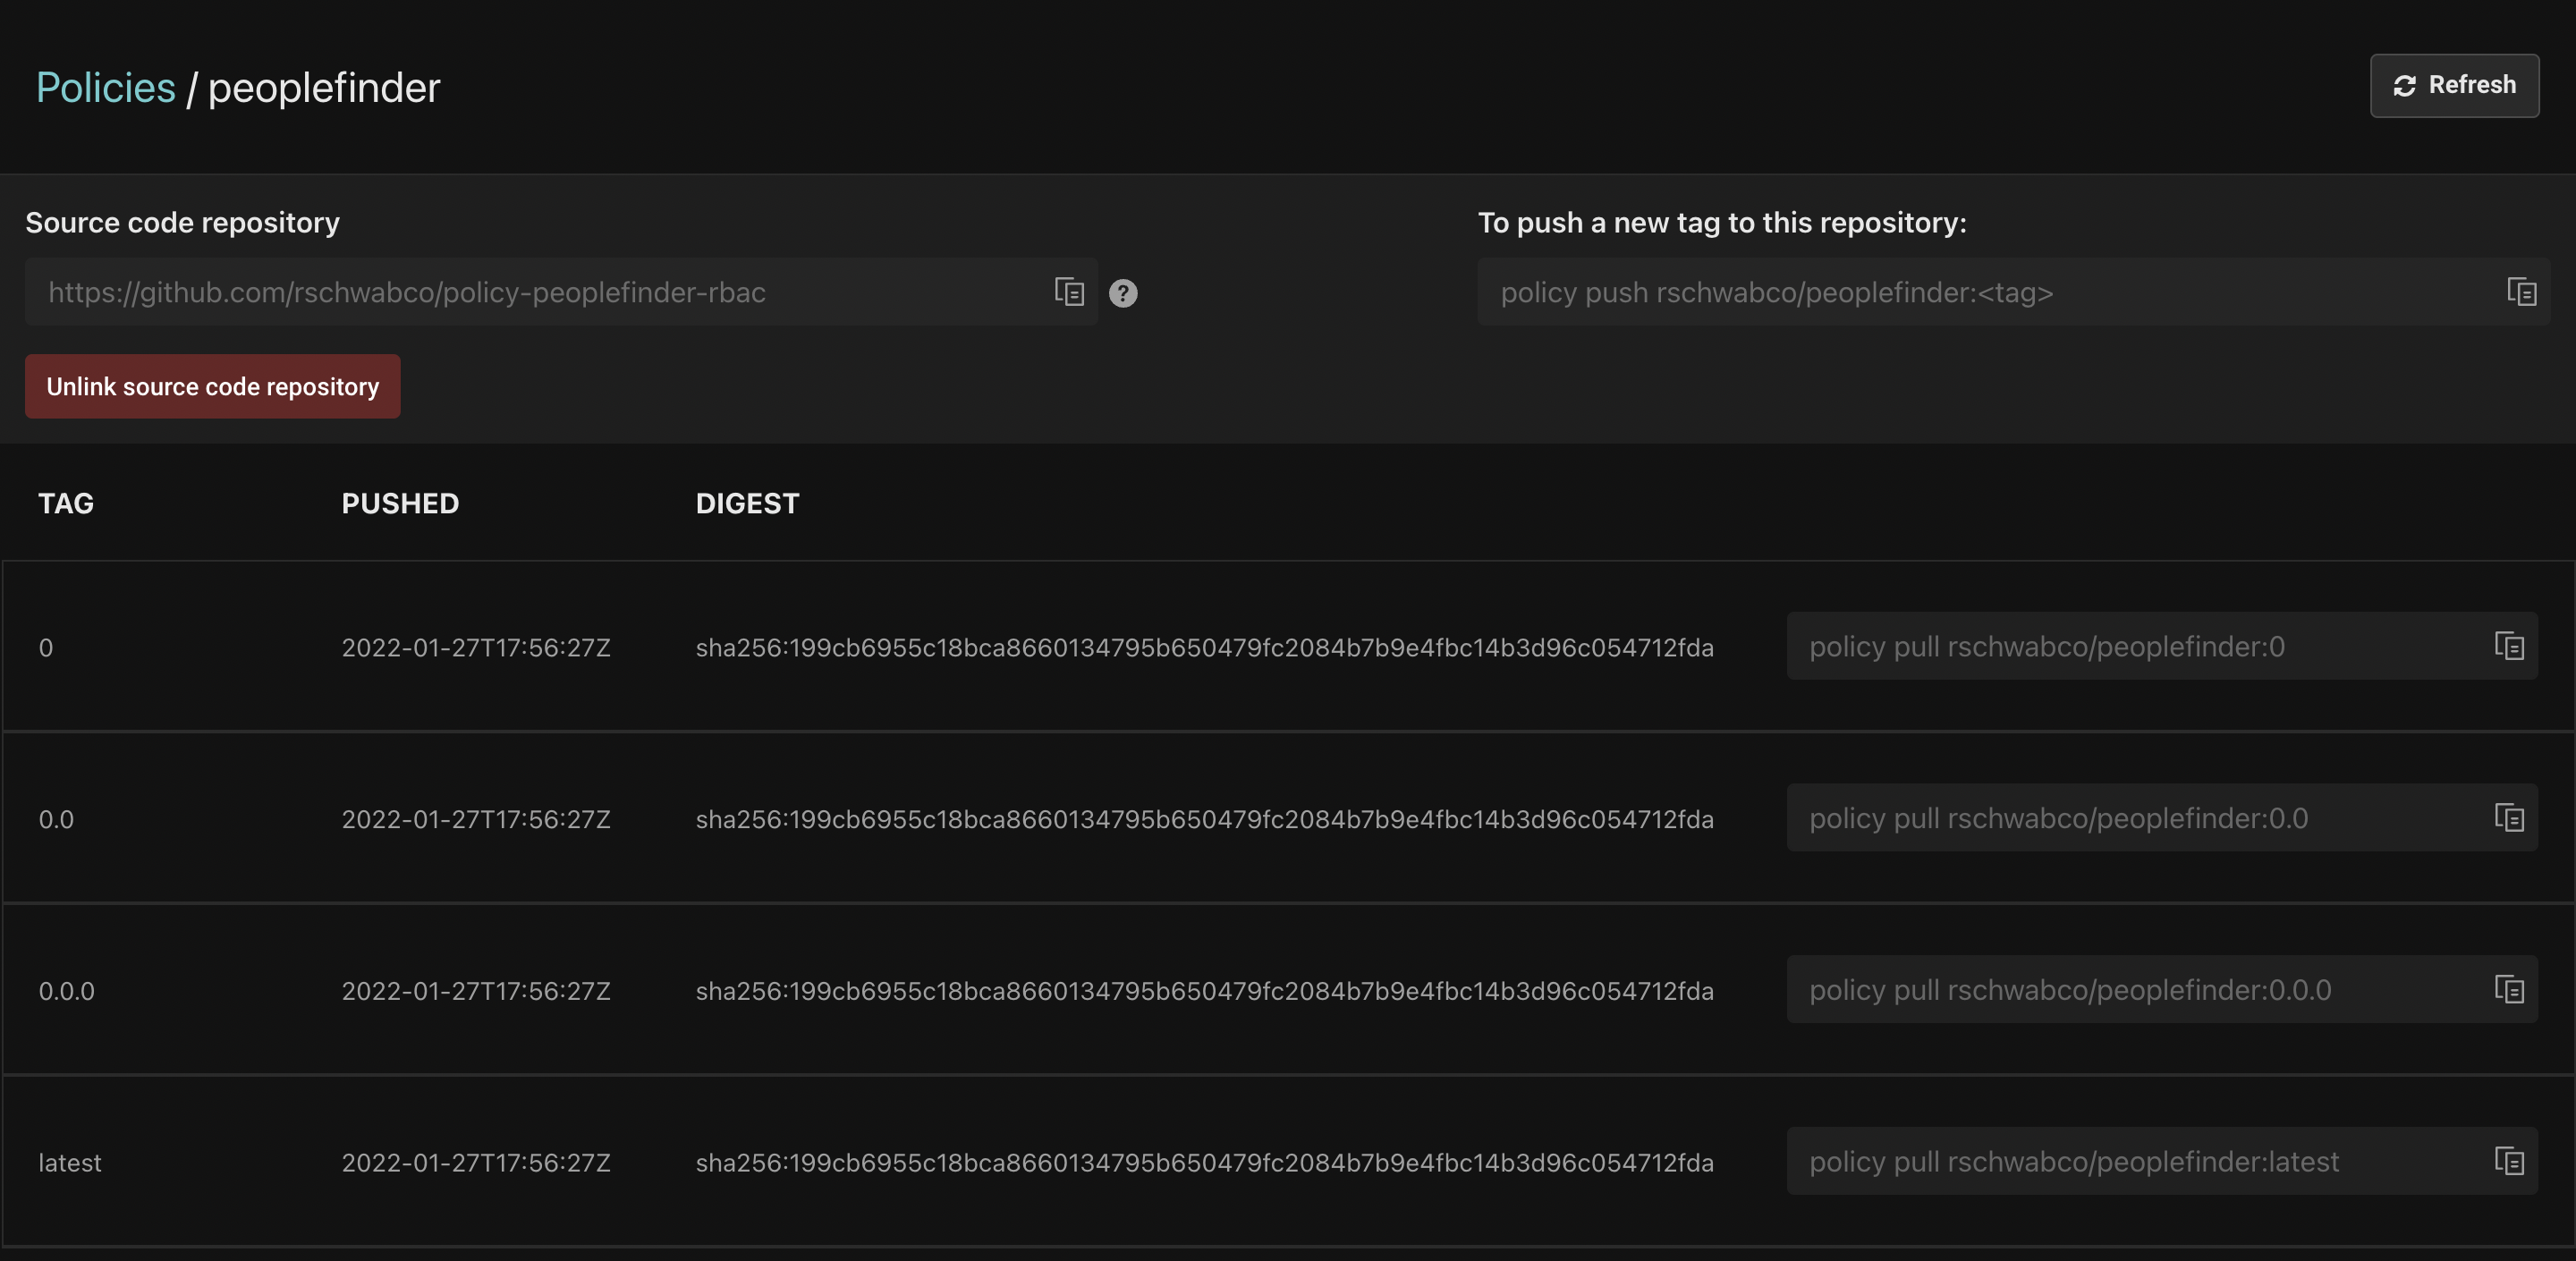 Policies / peoplefinder
Refresh
Source code repository
To push a new tag to this repository:
https://github.com/rschwabco/policy-peoplefinder-rbac
?
policy push rschwabco/peoplefinder:<tag>
Unlink source code repository
TAG PUSHED DIGEST
0 2022-01-27T17:56:27Z sha256:199cb6955c18bca8660134795b650479fc2084b7b9e4fbc14b3d96c054712fda policy pull rschwabco/peoplefinder:0
0.0 2022-01-27T17:56:27Z sha256:199cb6955c18bca8660134795b650479fc2084b7b9e4fbc14b3d96c054712fda policy pull rschwabco/peoplefinder:0.0
0.0.0 2022-01-27T17:56:27Z sha256:199cb6955c18bca8660134795b650479fc2084b7b9e4fbc14b3d96c054712fda policy pull rschwabco/peoplefinder:0.0.0
latest 2022-01-27T17:56:27Z sha256:199cb6955c18bca8660134795b650479fc2084b7b9e4fbc14b3d96c054712fda policy pull rschwabco/peoplefinder:latest